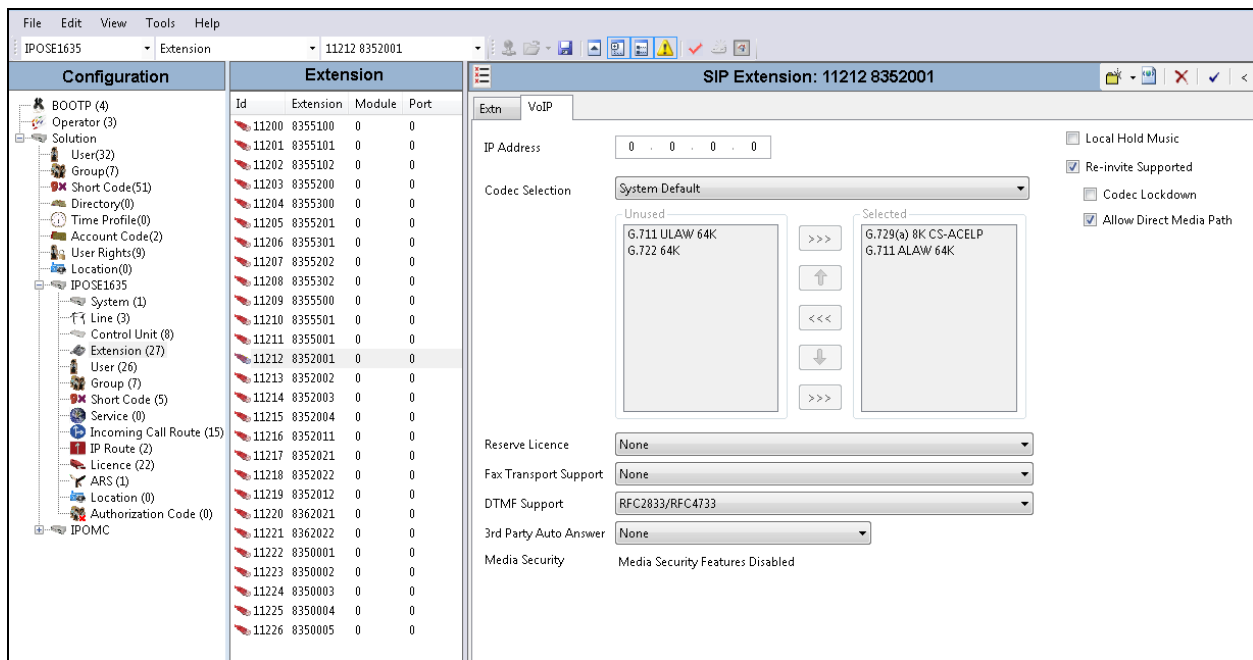 File Edit View Tools Help
IPOSE1635 Extension 11212 8352001
Configuration
BOOTP (4)
Operator (3)
Solution
User(32)
Group(7)
Short Code(51)
Directory(0)
Time Profile(0)
Account Code(2)
User Rights(9)
Location(0)
IPOSE1635
System (1)
Line (3)
Control Unit (8)
Extension (27)
User (26)
Group (7)
Short Code (5)
Service (0)
Incoming Call Route (15)
IP Route (2)
Licence (22)
ARS (1)
Location (0)
Authorization Code (0)
IPOMC
Extension
Id Extension Module Port
11200 8355100 0 0
11201 8355101 0 0
11202 8355102 0 0
11203 8355200 0 0
11204 8355300 0 0
11205 8355201 0 0
11206 8355301 0 0
11207 8355202 0 0
11208 8355302 0 0
11209 8355500 0 0
11210 8355501 0 0
11211 8355001 0 0
11212 8352001 0 0
11213 8352002 0 0
11214 8352003 0 0
11215 8352004 0 0
11216 8352011 0 0
11217 8352021 0 0
11218 8352022 0 0
11219 8352012 0 0
11220 8362021 0 0
11221 8362022 0 0
11222 8350001 0 0
11223 8350002 0 0
11224 8350003 0 0
11225 8350004 0 0
11226 8350005 0 0
SIP Extension: 11212 8352001
Extn VoIP
IP Address 0 . 0 . 0 . 0
Codec Selection System Default
Unused
G.711 ULAW 64K
G.722 64K
>>>
<<<
>>>
Selected
G.729(a) 8K CS-ACELP
G.711 ALAW 64K
Reserve Licence None
Fax Transport Support None
DTMF Support RFC2833/RFC4733
3rd Party Auto Answer None
Media Security Media Security Features Disabled
Local Hold Music
Re-invite Supported
Codec Lockdown
Allow Direct Media Path